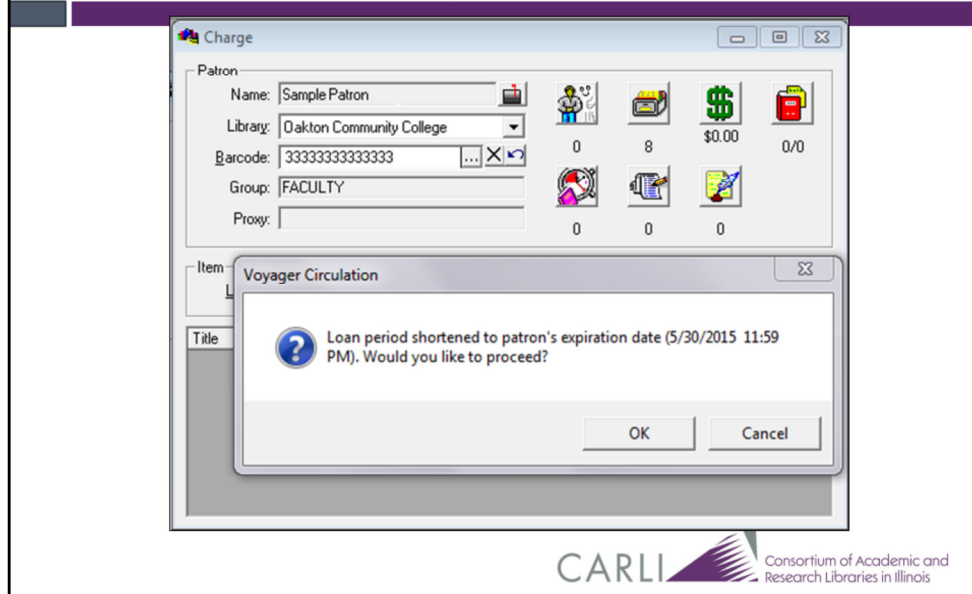 Charge
Patron
Name: Sample Patron
Library: Oakton Community College
Barcode: 33333333333333 ...
Group: FACULTY
Proxy:
0 8 $0.00 0/0
0 0 0
Item
L
Voyager Circulation
Title
Loan period shortened to patron's expiration date (5/30/2015 11:59
PM). Would you like to proceed?
OK Cancel
CARLI
Consortium of Academic and
Research Libraries in Illinois